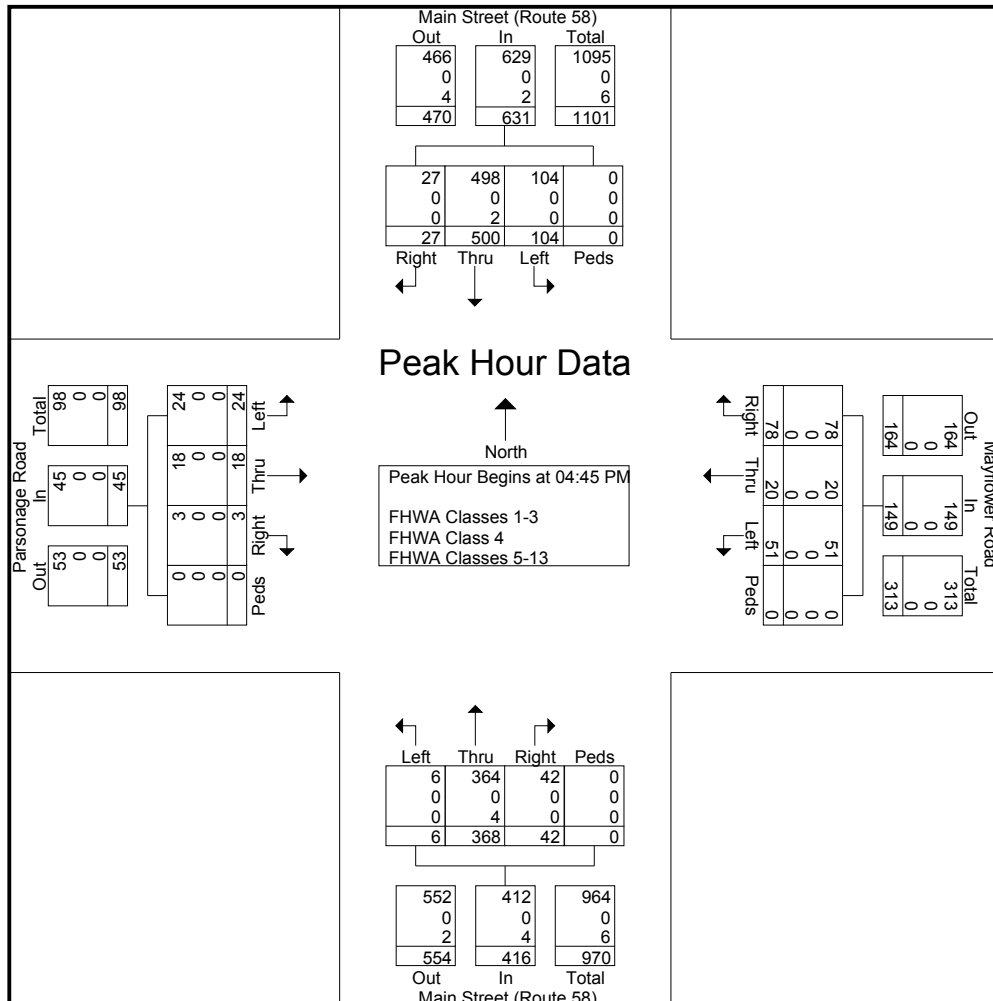 Main Street (Route 58)
Out In Total
466 629 1095
0 0 0
4 2 6
470 631 1101
27 498 104 0
0 0 0 0
0 2 0 0
27 500 104 0
Right Thru Left Peds
Peak Hour Data
North
Peak Hour Begins at 04:45 PM
FHWA Classes 1-3
FHWA Class 4
FHWA Classes 5-13
Parsonage Road
Out In Total
53 45 98
0 0 0
0 0 0
53 45 98
Left Thru Right Peds
24 18 3 0
0 0 0 0
0 0 0 0
24 18 3 0
Mayflower Road
Out In Total
164 149 313
0 0 0
0 0 0
164 149 313
78 20 51 0
0 0 0 0
0 0 0 0
78 20 51 0
Right Thru Left Peds
Left Thru Right Peds
6 364 42 0
0 0 0 0
0 4 0 0
6 368 42 0
552 412 964
0 0 0
2 4 6
554 416 970
Out In Total
Main Street (Route 58)